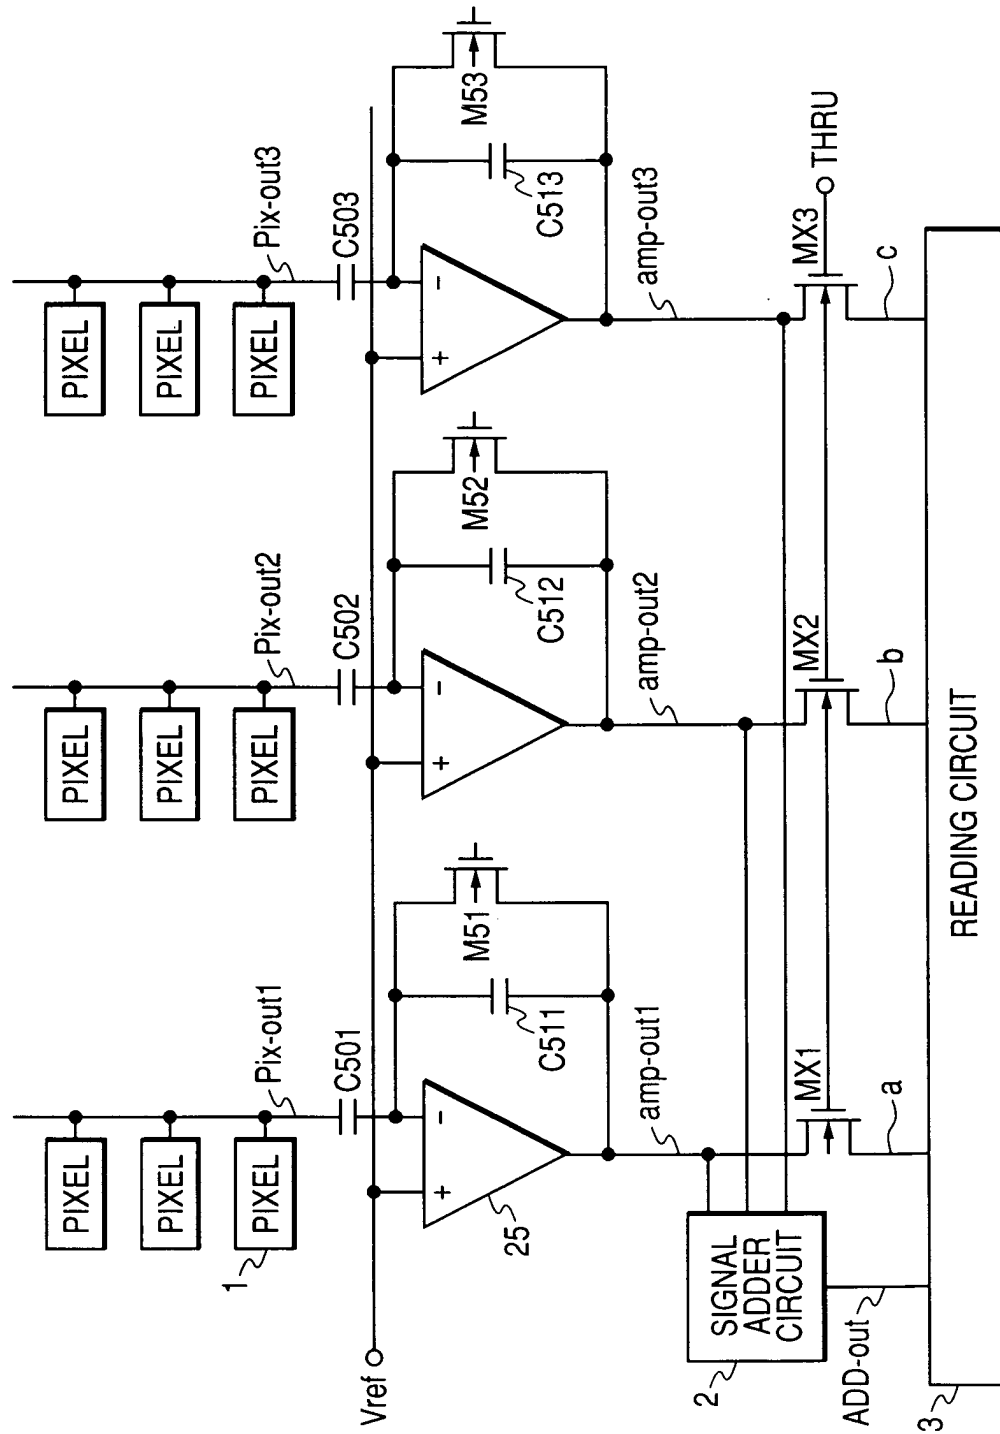 PIXEL
PIXEL
PIXEL
1
Pix-out1
C501
PIXEL
PIXEL
PIXEL
Pix-out2
C502
PIXEL
PIXEL
PIXEL
Pix-out3
C503
Vref
+
-
25
C511
M51
+
-
C512
M52
+
-
C513
M53
amp-out1
amp-out2
amp-out3
SIGNAL
ADDER
CIRCUIT
2
MX1
MX2
MX3
THRU
ADD-out
a
b
c
READING CIRCUIT
3